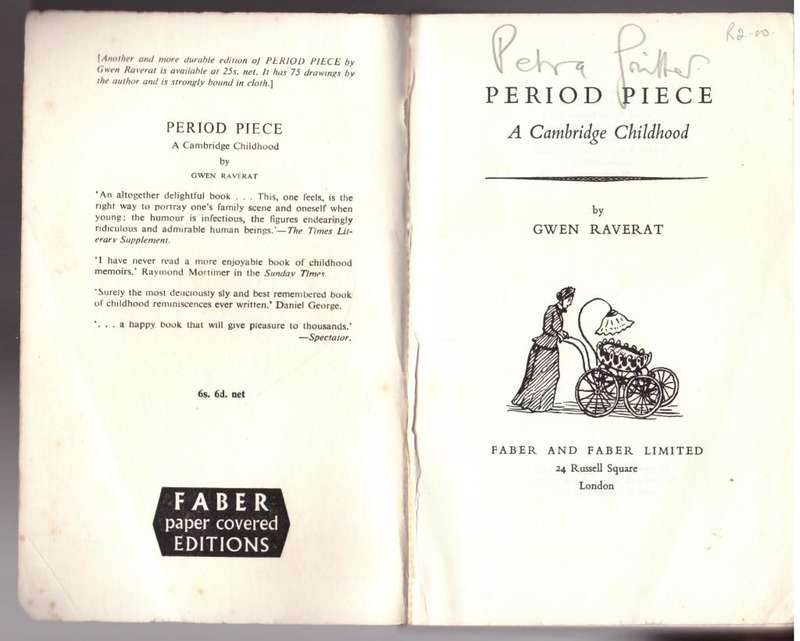 [Another and more durable edition of PERIOD PIECE by
Gwen Raverat is available at 25s. net. It has 75 drawings by
the author and is strongly bound in cloth.]
PERIOD PIECE
A Cambridge Childhood
by
GWEN RAVERAT
'An altogether delightful book . . . This, one feels, is the
right way to portray one's family scene and oneself when
young: the humour is infectious, the figures endearingly
ridiculous and admirable human beings.'—The Times Lit-
erary Supplement.
'I have never read a more enjoyable book of childhood
memoirs.' Raymond Mortimer in the Sunday Times.
'Surely the most deliciously sly and best remembered book
of childhood reminiscences ever written.' Daniel George.
'. . . a happy book that will give pleasure to thousands.'
—Spectator.
6s. 6d. net
FABER
paper covered
EDITIONS
R2-00.
Petra
PERIOD PIECE
A Cambridge Childhood
by
GWEN RAVERAT
FABER AND FABER LIMITED
24 Russell Square
London